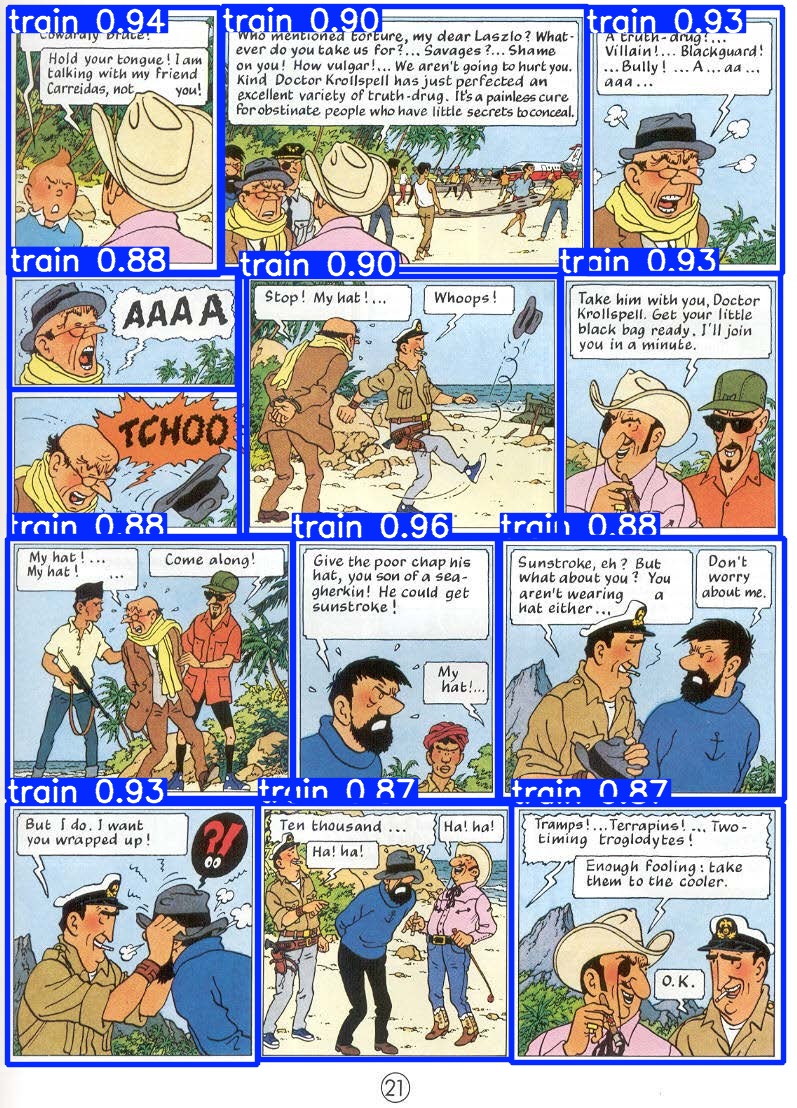 train 0.94
Cowardly brute!
Hold your tongue! I am
talking with my friend
Carreidas, not you!
train 0.90
Who mentioned torture, my dear Laszlo? What-
ever do you take us for?... Savages?... Shame
on you! How vulgar!... We aren't going to hurt you.
Kind Doctor Krollspell has just perfected an
excellent variety of truth-drug. It's a painless cure
for obstinate people who have little secrets to conceal.
train 0.93
A truth-drug!...
Villain!... Blackguard!
...Bully! ...A...aa...
aaa...
train 0.88
AAAA
TCHOO
train 0.90
Stop! My hat!...
Whoops!
train 0.93
Take him with you, Doctor
Krollspell. Get your little
black bag ready. I'll join
you in a minute.
train 0.88
My hat!...
My hat! ...
Come along!
train 0.96
Give the poor chap his
hat, you son of a sea-
gherkin! He could get
sunstroke!
My
hat!...
train 0.88
Sunstroke, eh? But
what about you? You
aren't wearing a
hat either...
Don't
worry
about me.
train 0.93
But I do. I want
you wrapped up!
?!
train 0.87
Ten thousand ...
Ha! ha!
Ha! ha!
train 0.87
Tramps!...Terrapins!... Two-
timing troglodytes!
Enough fooling: take
them to the cooler.
O.K.
21